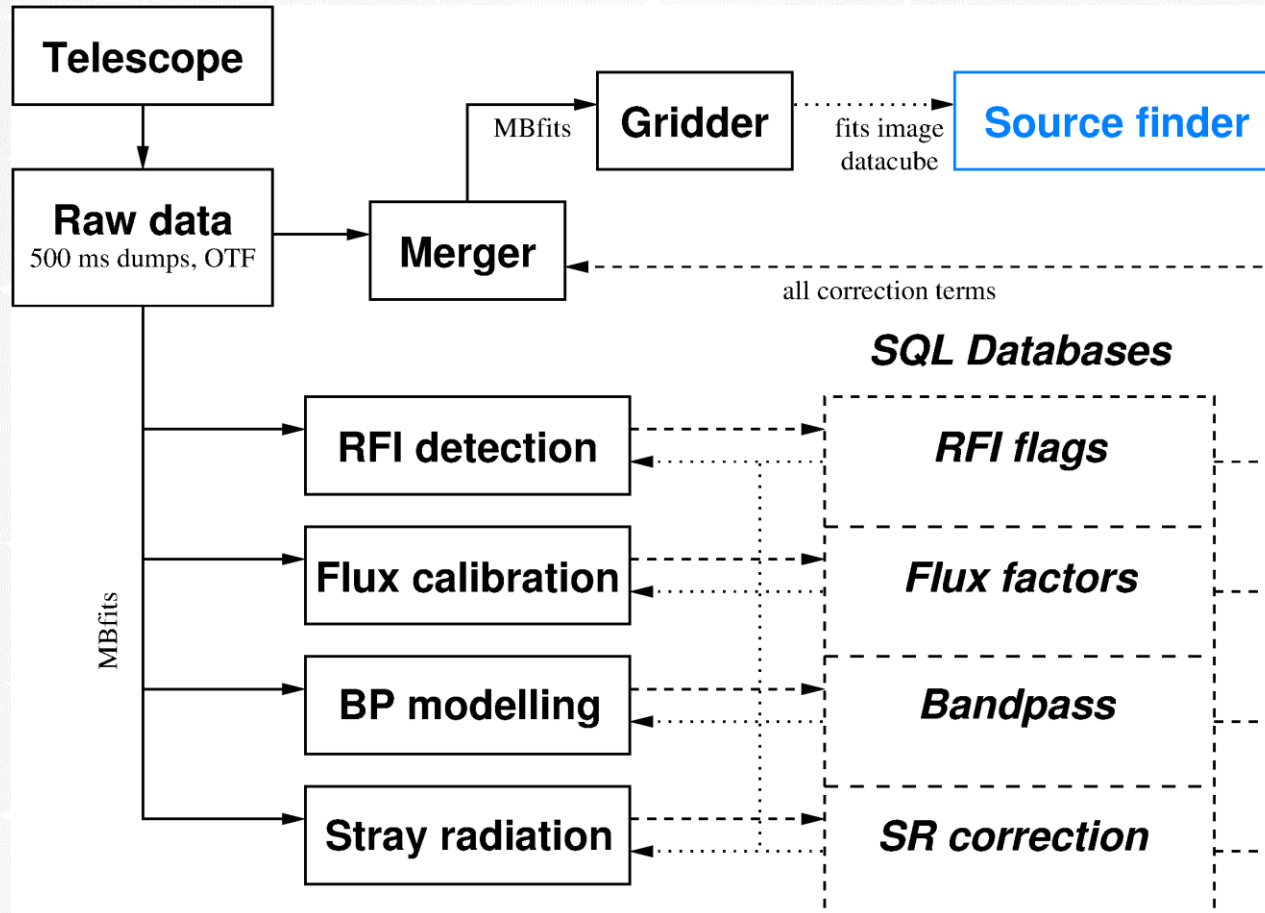 Telescope
Raw data
500 ms dumps, OTF
MBfits
Merger
MBfits
Gridder
fits image
datacube
Source finder
all correction terms
SQL Databases
RFI detection
RFI flags
Flux calibration
Flux factors
BP modelling
Bandpass
Stray radiation
SR correction